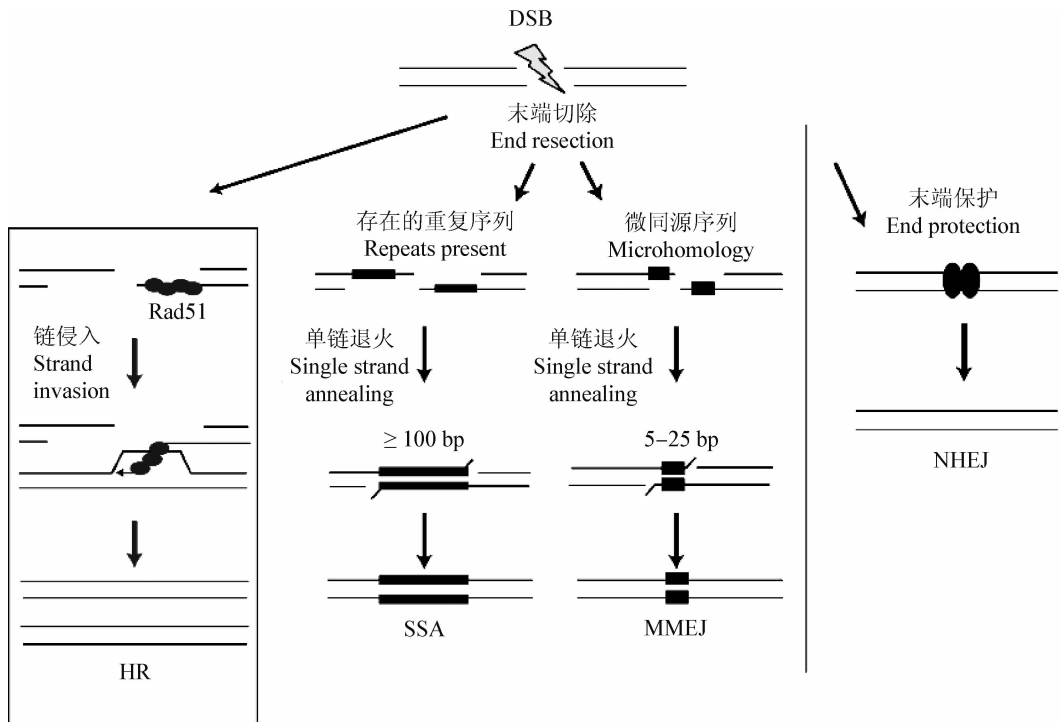 DSB
末端切除
End resection
末端保护
End protection
存在的重复序列
Repeats present
微同源序列
Microhomology
Rad51
链侵入
Strand
invasion
单链退火
Single strand
annealing
单链退火
Single strand
annealing
≥ 100 bp
5–25 bp
NHEJ
SSA
MMEJ
HR